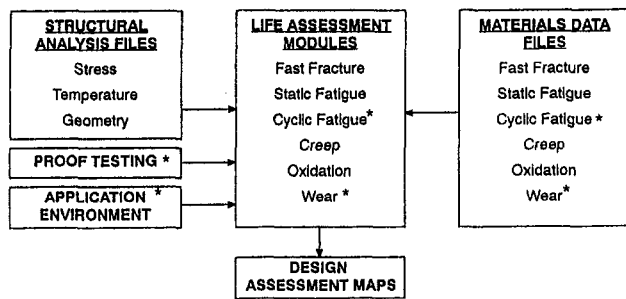 STRUCTURAL
ANALYSIS FILES
Stress
Temperature
Geometry
PROOF TESTING *
APPLICATION *
ENVIRONMENT
LIFE ASSESSMENT
MODULES
Fast Fracture
Static Fatigue
Cyclic Fatigue *
Creep
Oxidation
Wear *
MATERIALS DATA
FILES
Fast Fracture
Static Fatigue
Cyclic Fatigue *
Creep
Oxidation
Wear *
DESIGN
ASSESSMENT MAPS